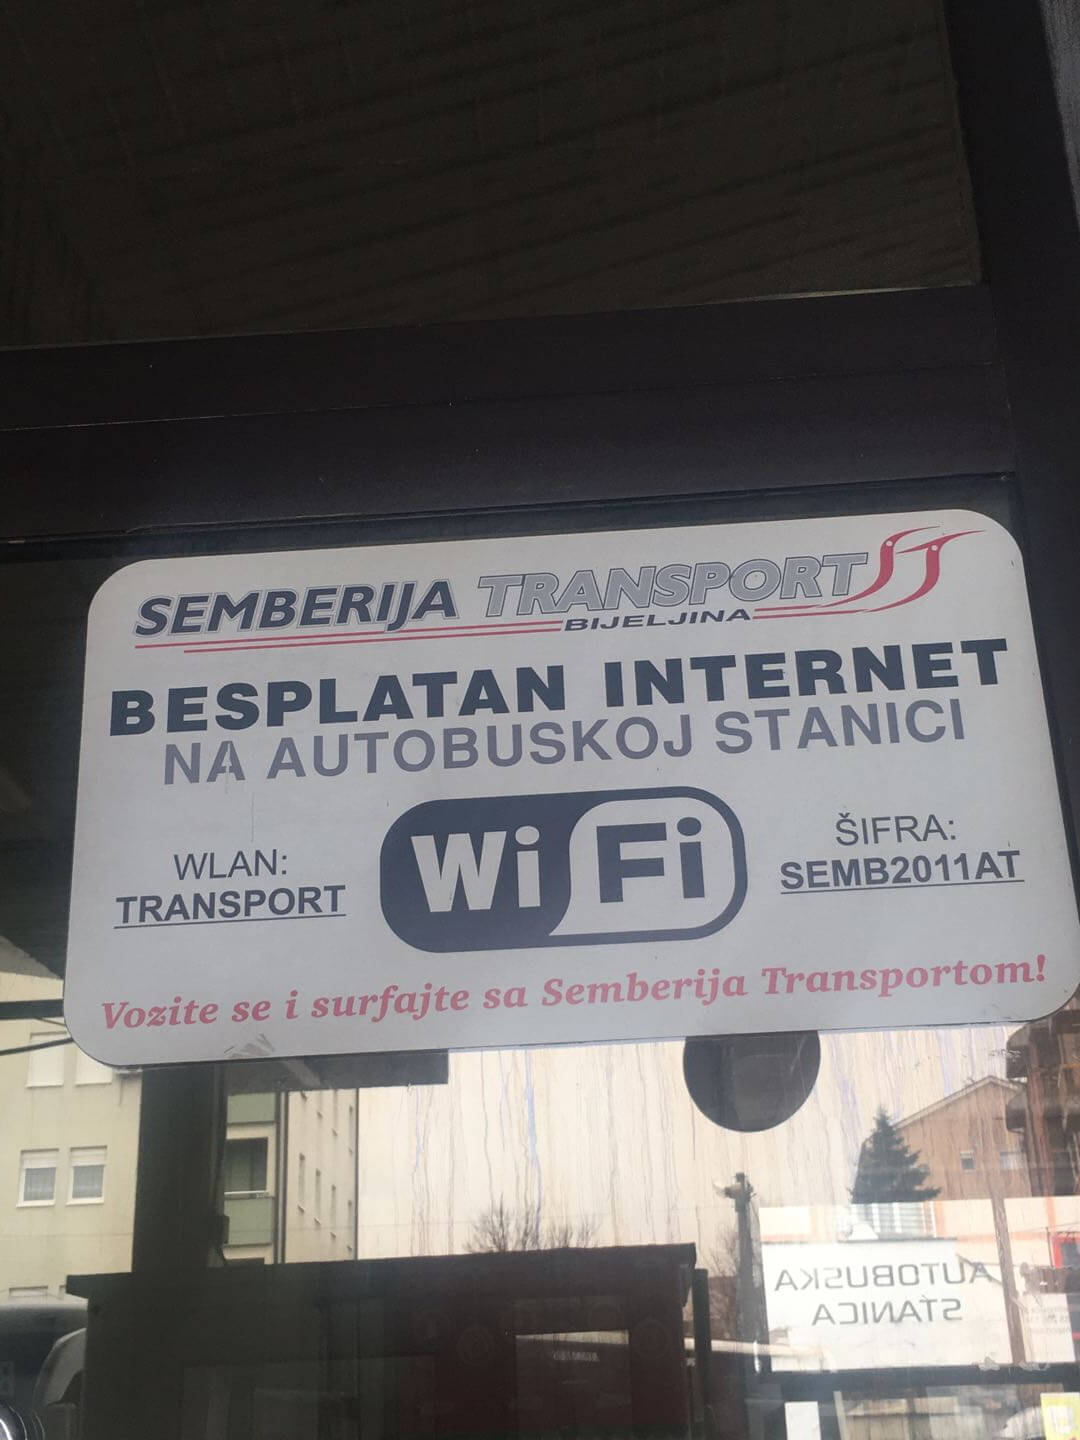 SEMBERIJA TRANSPORT ST
BIJELJINA
BESPLATAN INTERNET
NA AUTOBUSKOJ STANICI
WLAN:
TRANSPORT
Wi Fi
ŠIFRA:
SEMB2011AT
Vozite se i surfajte sa Semberija Transportom!
AUTOBUSKA
STANICA